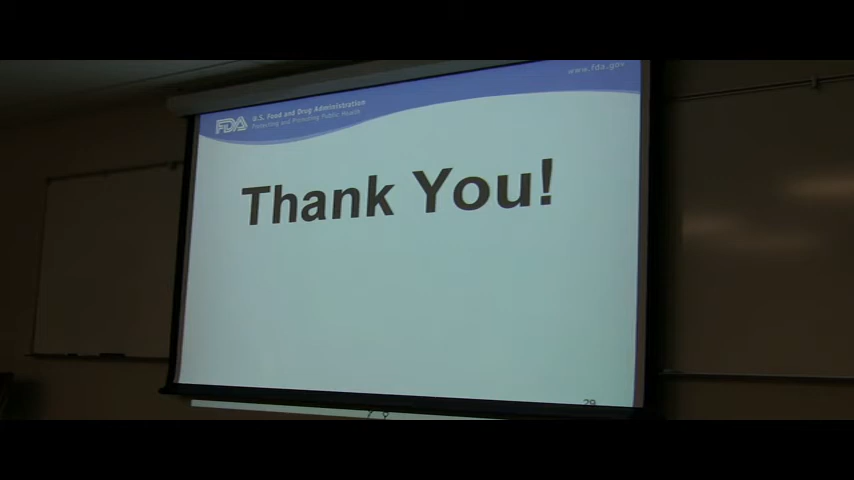 www.fda.gov
FDA U.S. Food and Drug Administration
Protecting and Promoting Public Health
Thank You!
29